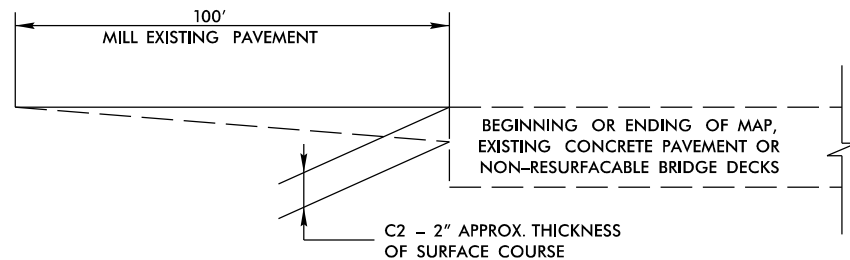 100'
MILL EXISTING PAVEMENT
BEGINNING OR ENDING OF MAP,
EXISTING CONCRETE PAVEMENT OR
NON–RESURFACABLE BRIDGE DECKS
C2 – 2" APPROX. THICKNESS
OF SURFACE COURSE